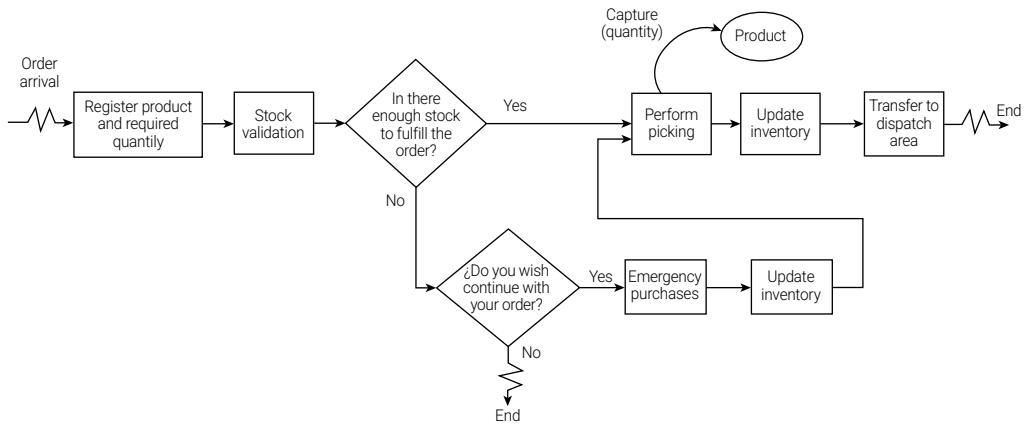 Order
arrival
Register product
and required
quantily
Stock
validation
In there
enough stock
to fulfill the
order?
Yes
No
Capture
(quantity)
Product
Perform
picking
Update
inventory
Transfer to
dispatch
area
End
¿Do you wish
continue with
your order?
Yes
No
End
Emergency
purchases
Update
inventory